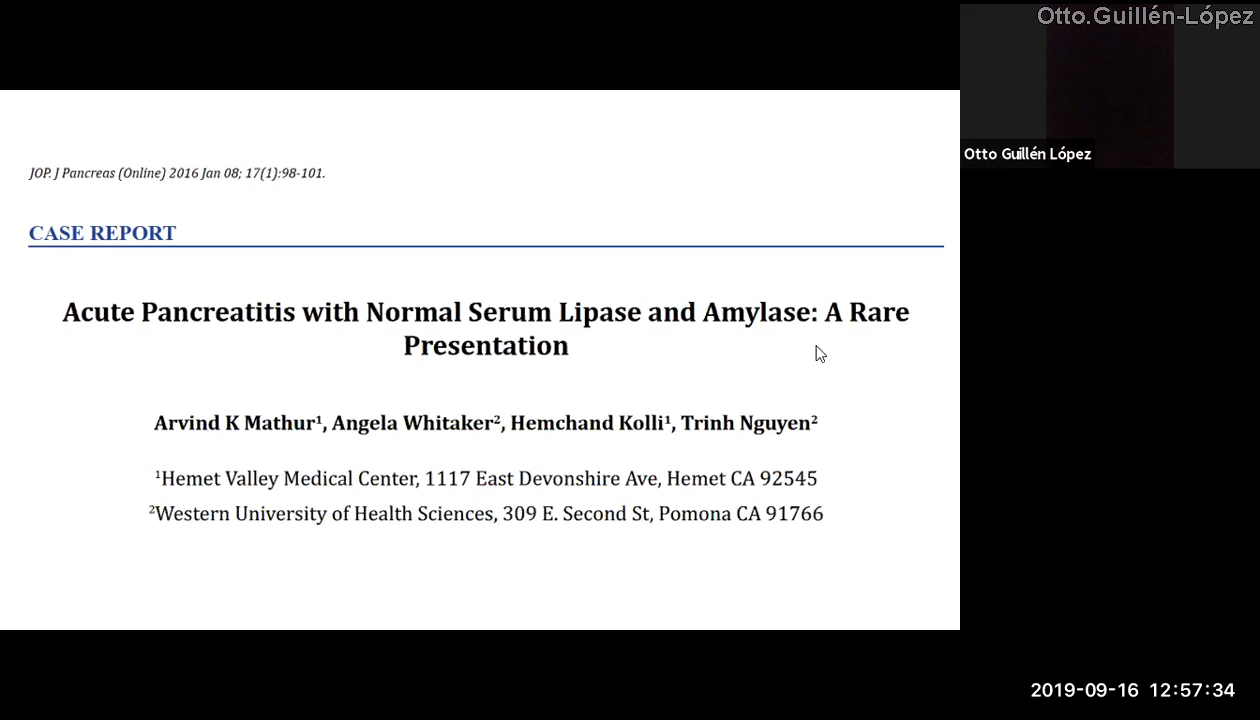 Otto.Guillén-López
Otto Guillén López
JOP. J Pancreas (Online) 2016 Jan 08; 17(1):98-101.
CASE REPORT
Acute Pancreatitis with Normal Serum Lipase and Amylase: A Rare
Presentation
Arvind K Mathur¹, Angela Whitaker², Hemchand Kolli¹, Trinh Nguyen²
¹Hemet Valley Medical Center, 1117 East Devonshire Ave, Hemet CA 92545
²Western University of Health Sciences, 309 E. Second St, Pomona CA 91766
2019-09-16 12:57:34